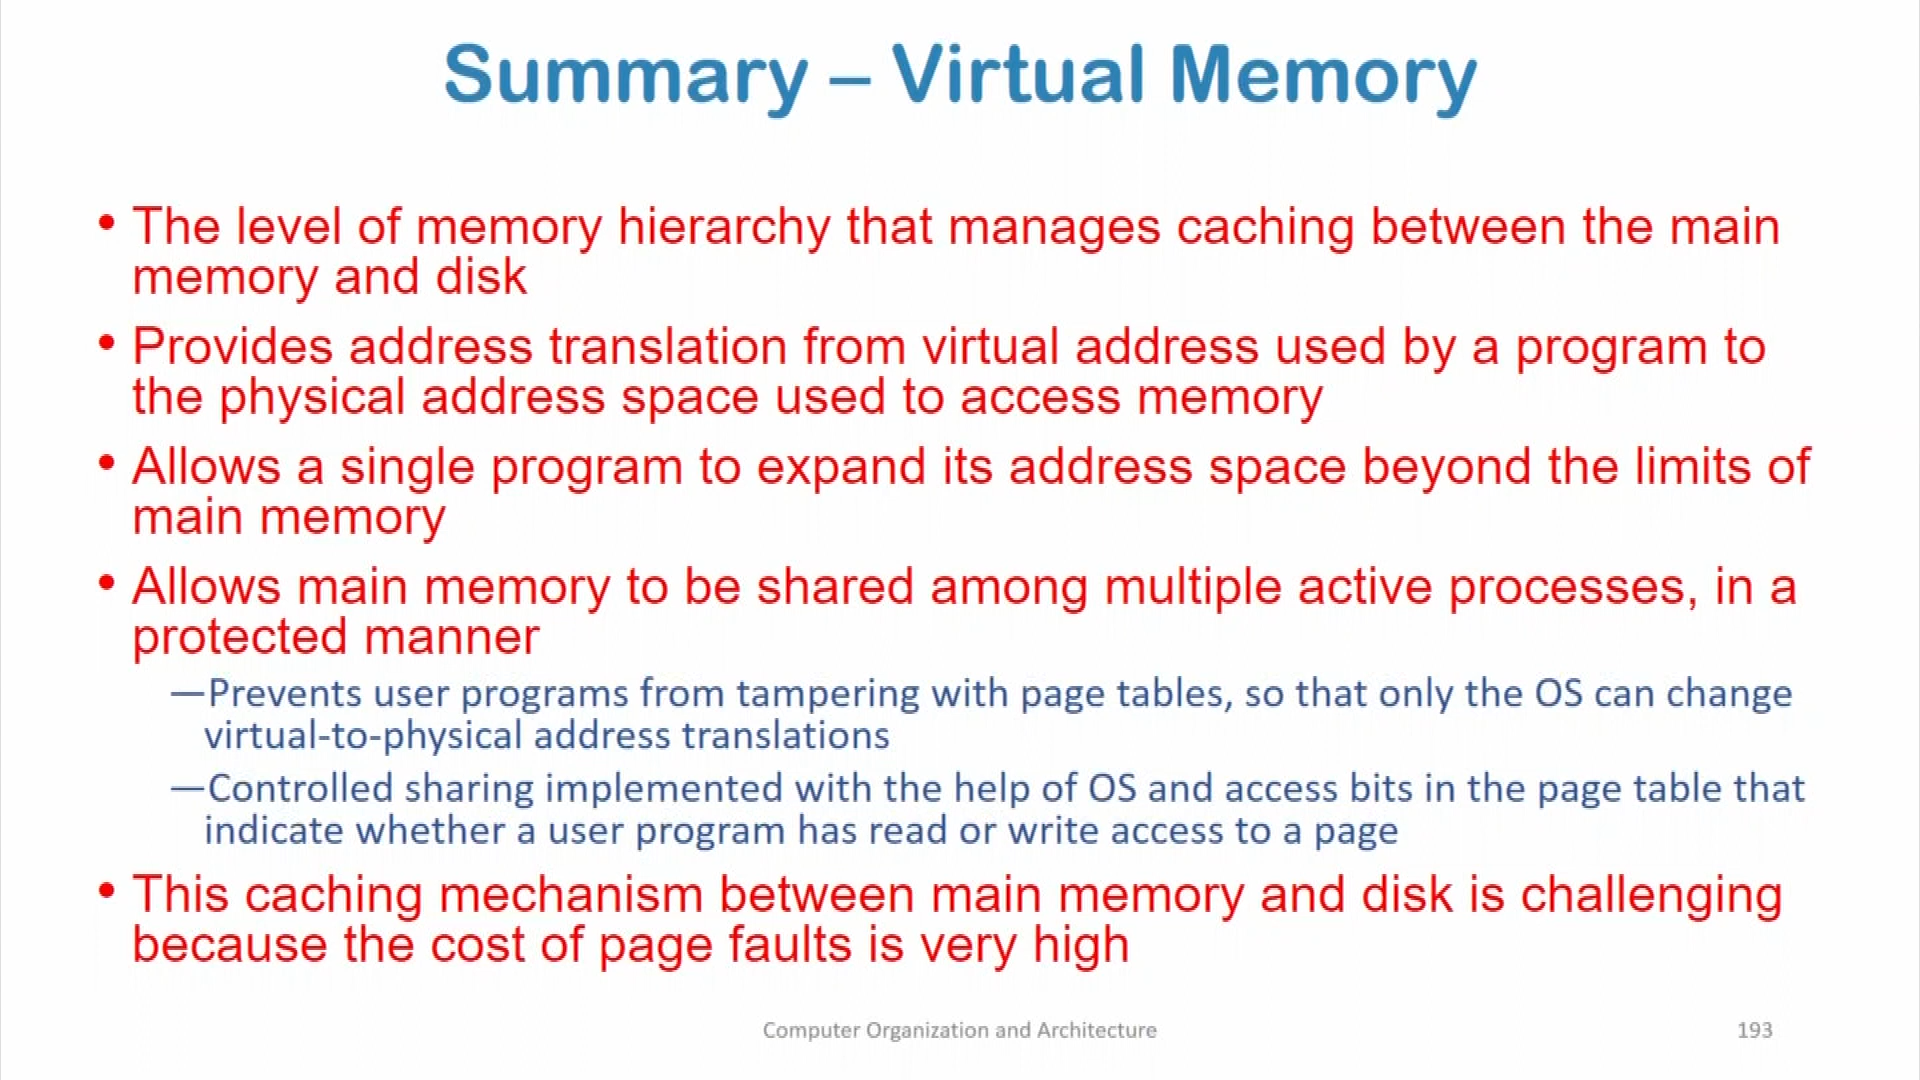 Summary – Virtual Memory
• The level of memory hierarchy that manages caching between the main
memory and disk
• Provides address translation from virtual address used by a program to
the physical address space used to access memory
• Allows a single program to expand its address space beyond the limits of
main memory
• Allows main memory to be shared among multiple active processes, in a
protected manner
—Prevents user programs from tampering with page tables, so that only the OS can change
virtual-to-physical address translations
—Controlled sharing implemented with the help of OS and access bits in the page table that
indicate whether a user program has read or write access to a page
• This caching mechanism between main memory and disk is challenging
because the cost of page faults is very high
Computer Organization and Architecture
193